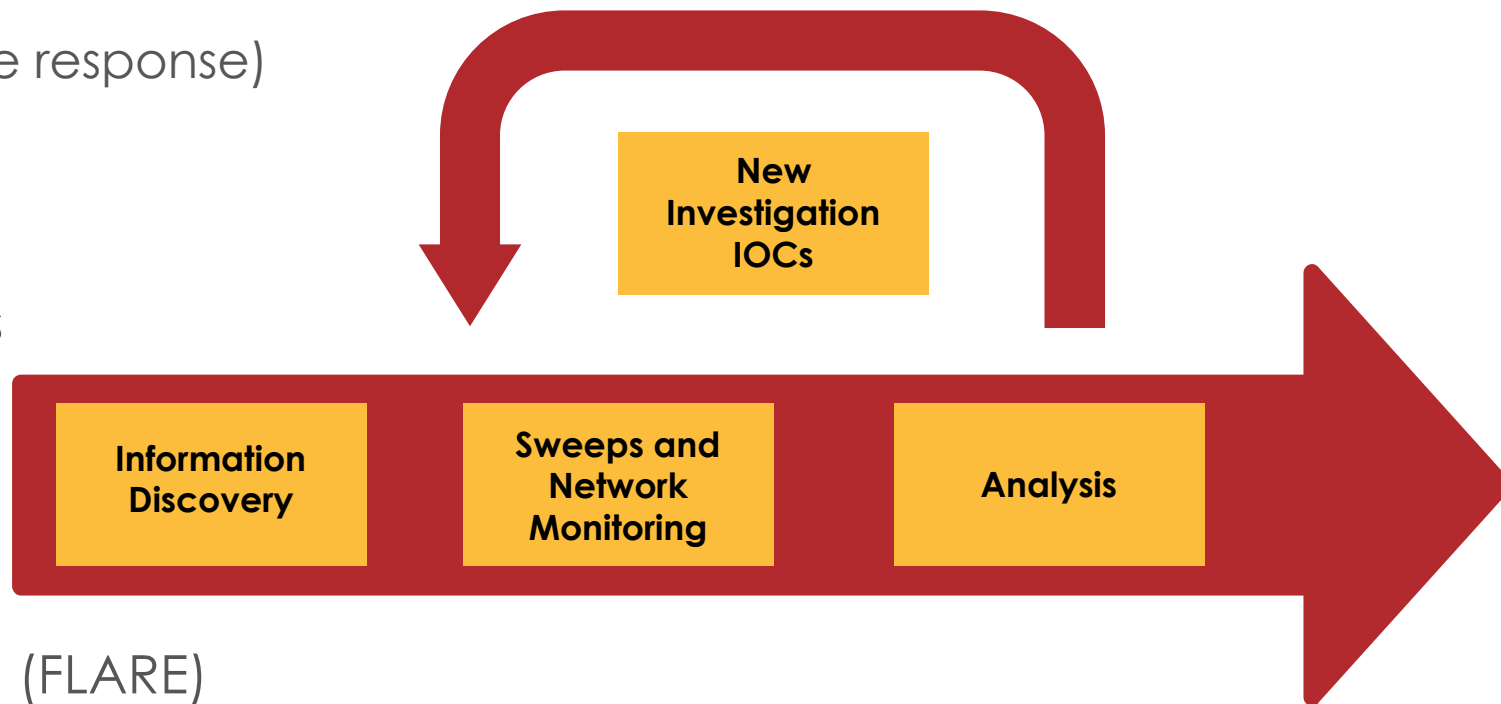 e response)
New
Investigation
IOCs
s
Information
Discovery
Sweeps and
Network
Monitoring
Analysis
(FLARE)